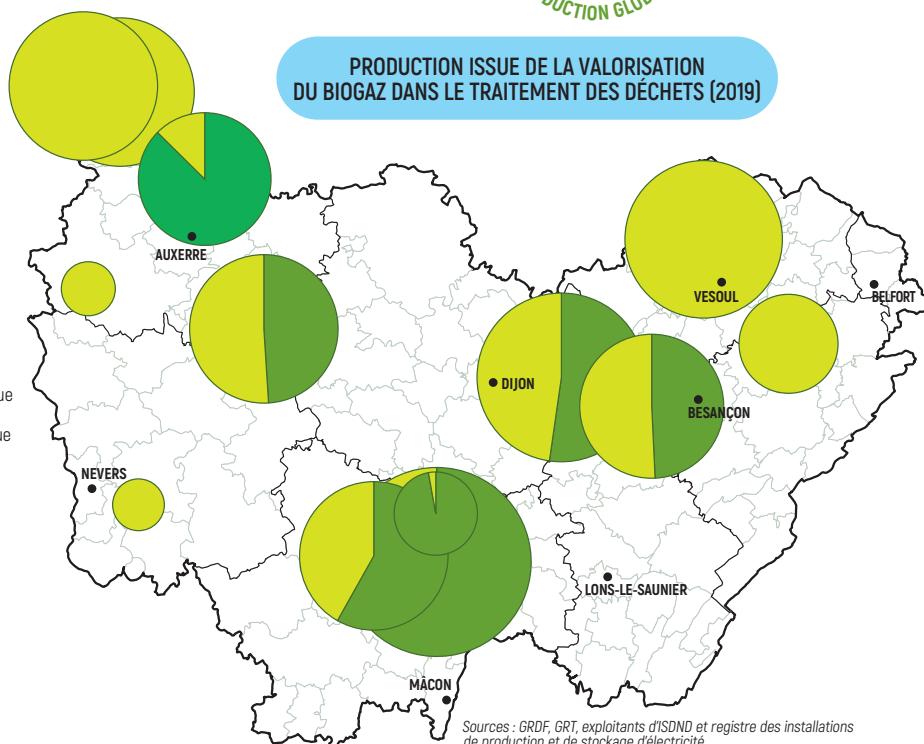 PRODUCTION ISSUE DE LA VALORISATION
DU BIOGAZ DANS LE TRAITEMENT DES DÉCHETS (2019)
AUXERRE
VESOUL
BELFORT
DIJON
BESANÇON
NEVERS
LONS-LE-SAUNIER
MÂCON
Sources : GRDF, GRT, exploitants d'ISDND et registre des installations
de production et de stockage d'électricité